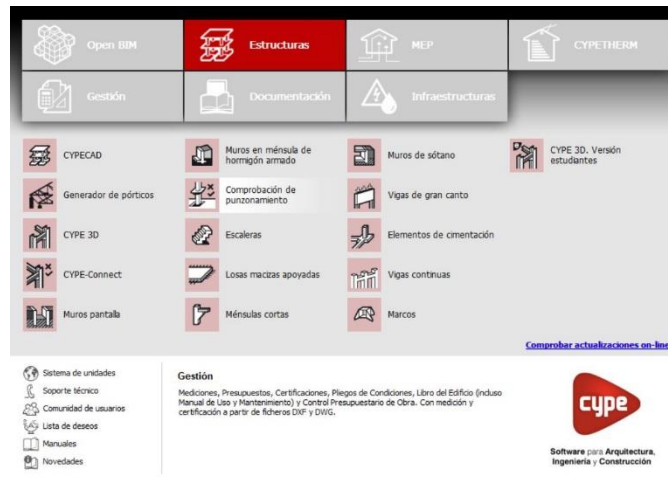 Open BIM
Estructuras
MEP
CYPETHERM
Gestión
Documentación
Infraestructuras
CYPECAD
Muros en ménsula de
hormigón armado
Muros de sótano
CYPE 3D. Versión
estudiantes
Generador de pórticos
Comprobación de
punzonamiento
Vigas de gran canto
CYPE 3D
Escaleras
Elementos de cimentación
CYPE-Connect
Losas macizas apoyadas
Vigas continuas
Muros pantalla
Ménsulas cortas
Marcos
Comprobar actualizaciones on-line
Sistema de unidades
Soporte técnico
Comunidad de usuarios
Lista de deseos
Manuales
Novedades
Gestión
Mediciones, Presupuestos, Certificaciones, Pliegos de Condiciones, Libro del Edificio (incluso
Manual de Uso y Mantenimiento) y Control Presupuestario de Obra. Con medición y
certificación a partir de ficheros DXF y DWG.
cype
Software para Arquitectura,
Ingeniería y Construcción